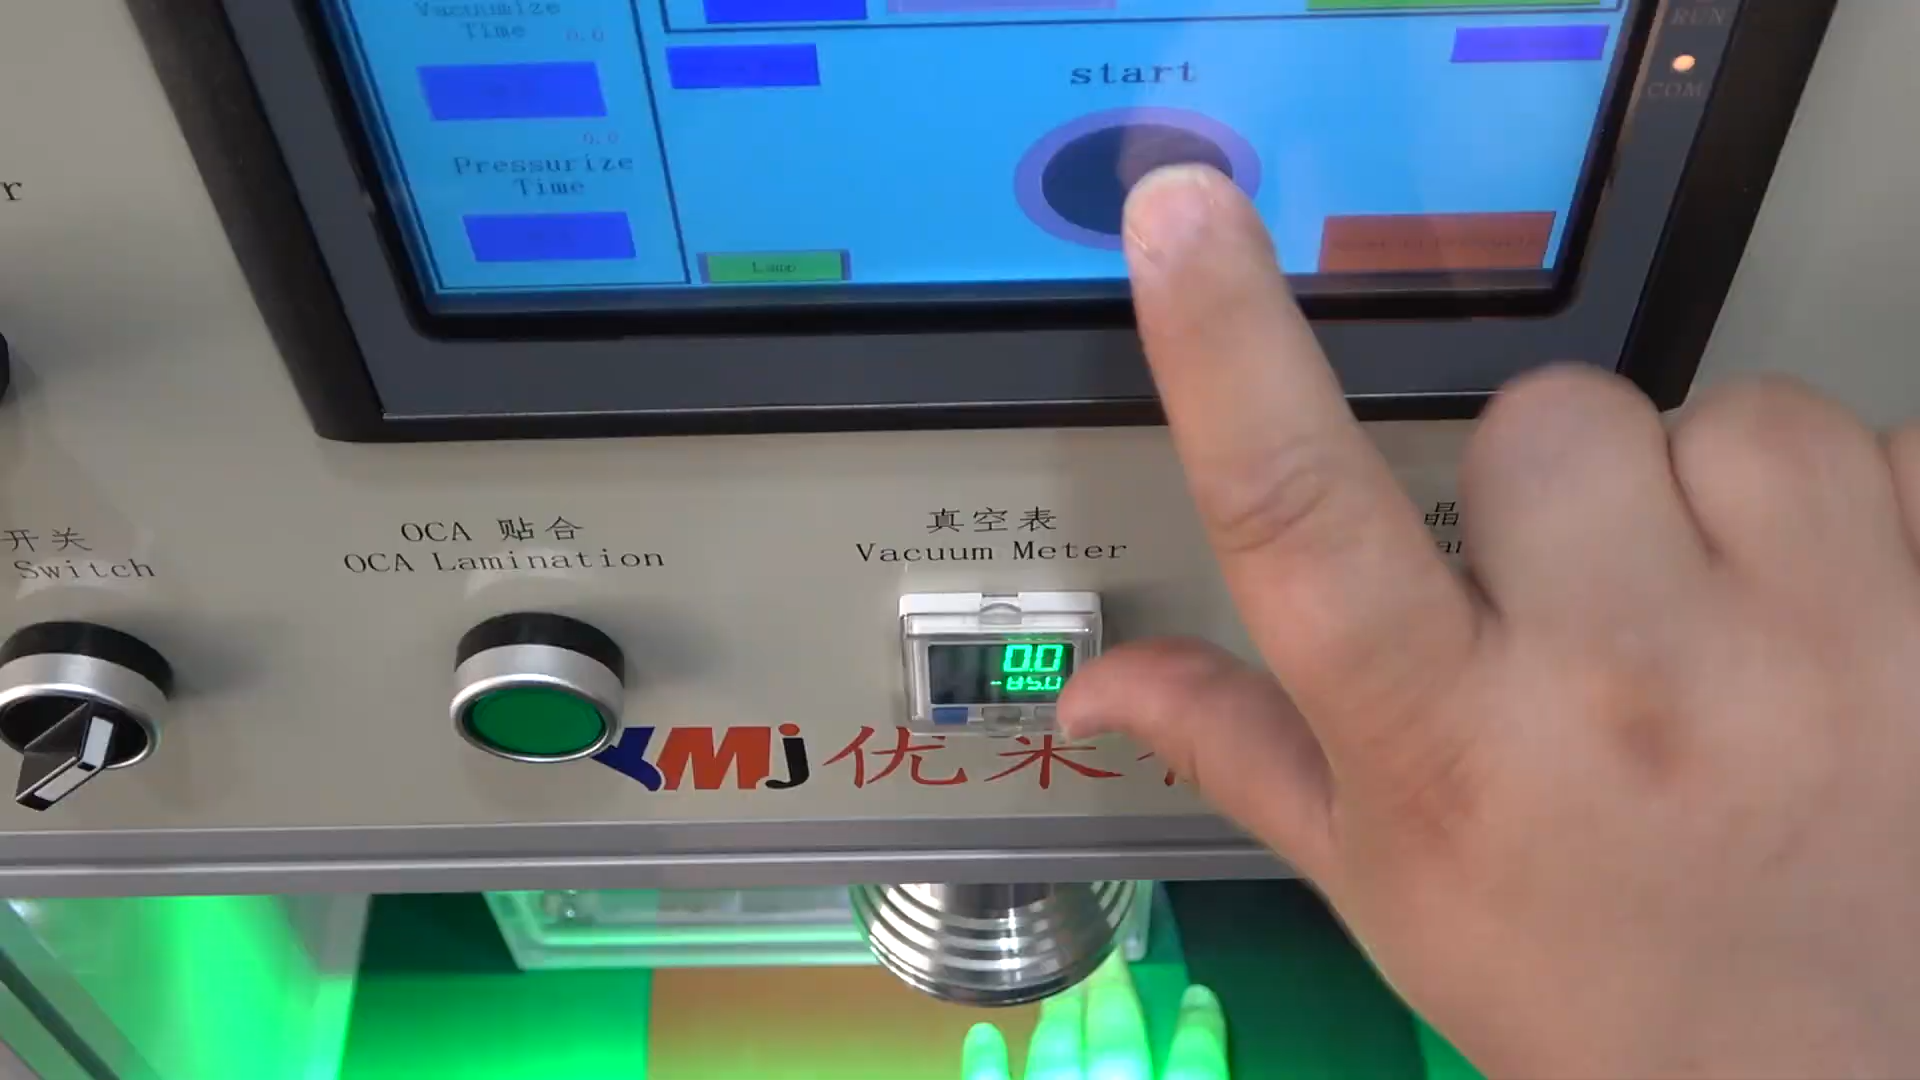 Vacuumize
Time
0.0
0.0
Pressurize
Time
start
Lamp
RUN
COM
开关
Switch
OCA 贴合
OCA Lamination
真空表
Vacuum Meter
晶
0.0
-85.0
YMj 优米